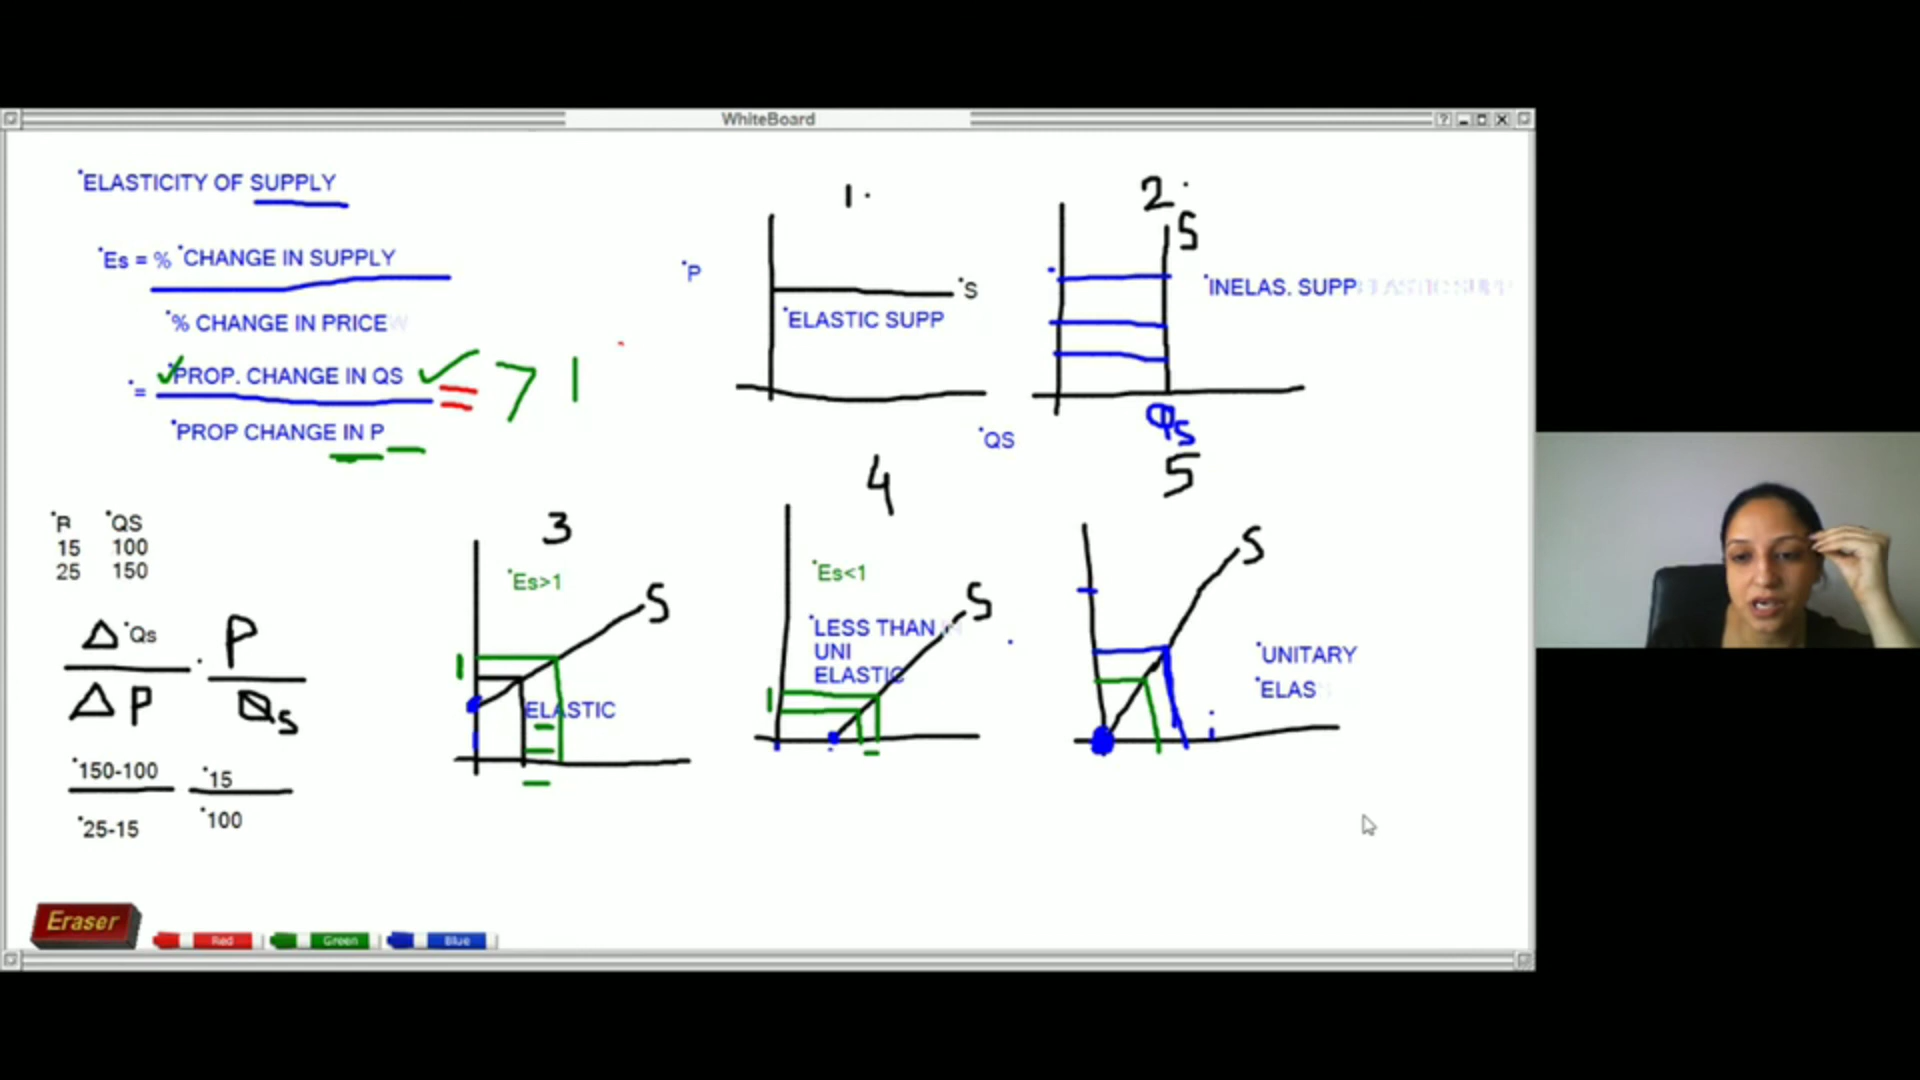 WhiteBoard
ELASTICITY OF SUPPLY
Es = % CHANGE IN SUPPLY
% CHANGE IN PRICE
= PROP. CHANGE IN QS > 1
PROP CHANGE IN P
P QS
15 100
25 150
Δ Qs . P
Δ P Qs
150-100 15
25-15 100
1.
P
S
ELASTIC SUPP
QS
2.
S
INELAS. SUPP
Qs
3
Es>1
S
1
ELASTIC
4
Es<1
S
LESS THAN
UNI
ELASTIC
1
5
S
UNITARY
ELAS
Eraser
Red Green Blue